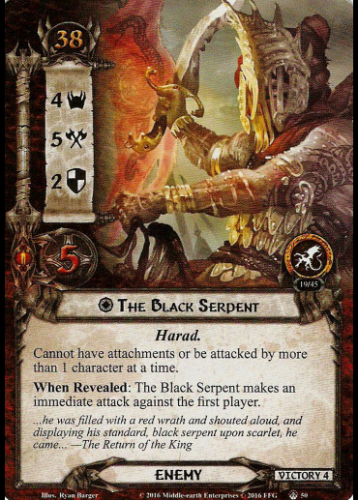 38
4
5
2
5
19/45
The Black Serpent
Harad.
Cannot have attachments or be attacked by more
than 1 character at a time.
When Revealed: The Black Serpent makes an
immediate attack against the first player.
...he was filled with a red wrath and shouted aloud, and
displaying his standard, black serpent upon scarlet, he
came... —The Return of the King
ENEMY
VICTORY 4
Illus. Ryan Barger
© 2016 Middle-earth Enterprises © 2016 FFG
50